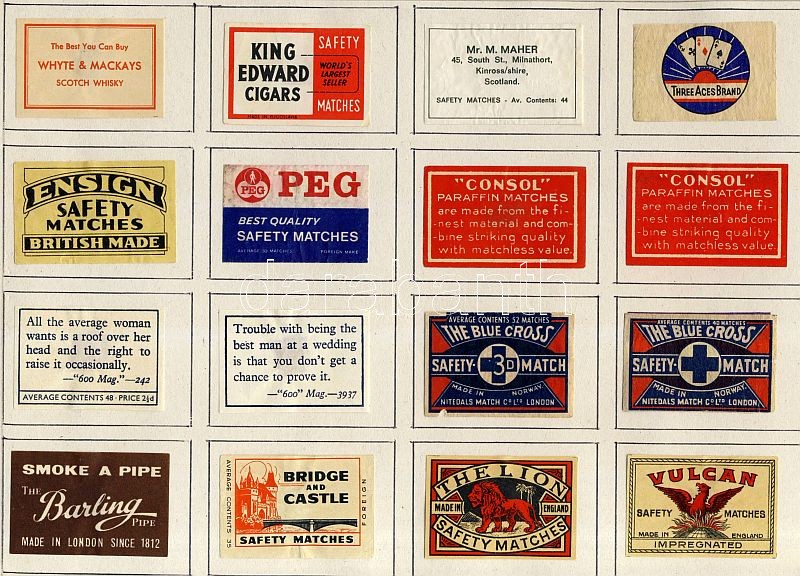 The Best You Can Buy
WHYTE & MACKAYS
SCOTCH WHISKY
KING
EDWARD
CIGARS
SAFETY
WORLD'S
LARGEST
SELLER
MATCHES
Mr. M. MAHER
45, South St., Milnathort,
Kinross/shire,
Scotland.
SAFETY MATCHES - Av. Contents: 44
THREE ACES BRAND
ENSIGN
SAFETY
MATCHES
BRITISH MADE
PEG
PEG
BEST QUALITY
SAFETY MATCHES
FOREIGN MAKE
"CONSOL"
PARAFFIN MATCHES
are made from the fi-
nest material and com-
bine striking quality
with matchless value.
"CONSOL"
PARAFFIN MATCHES
are made from the fi-
nest material and com-
bine striking quality
with matchless value.
All the average woman
wants is a roof over her
head and the right to
raise it occasionally.
—"600 Mag."—242
AVERAGE CONTENTS 48 · PRICE 2½d
Trouble with being the
best man at a wedding
is that you don't get a
chance to prove it.
—"600" Mag.—3937
AVERAGE CONTENTS 52 MATCHES
THE BLUE CROSS
SAFETY- 3D MATCH
MADE IN NORWAY.
NITEDALS MATCH Co LTD LONDON
AVERAGE CONTENTS 42 MATCHES
THE BLUE CROSS
SAFETY- MATCH
MADE IN NORWAY.
NITEDALS MATCH Co LTD LONDON
SMOKE A PIPE
THE
Barling
PIPE
MADE IN LONDON SINCE 1812
AVERAGE CONTENTS 35
BRIDGE
AND
CASTLE
FOREIGN
SAFETY MATCHES
THE LION
MADE IN ENGLAND
SAFETY MATCHES
VULCAN
SAFETY MATCHES
MADE IN ENGLAND
IMPREGNATED
darabanth